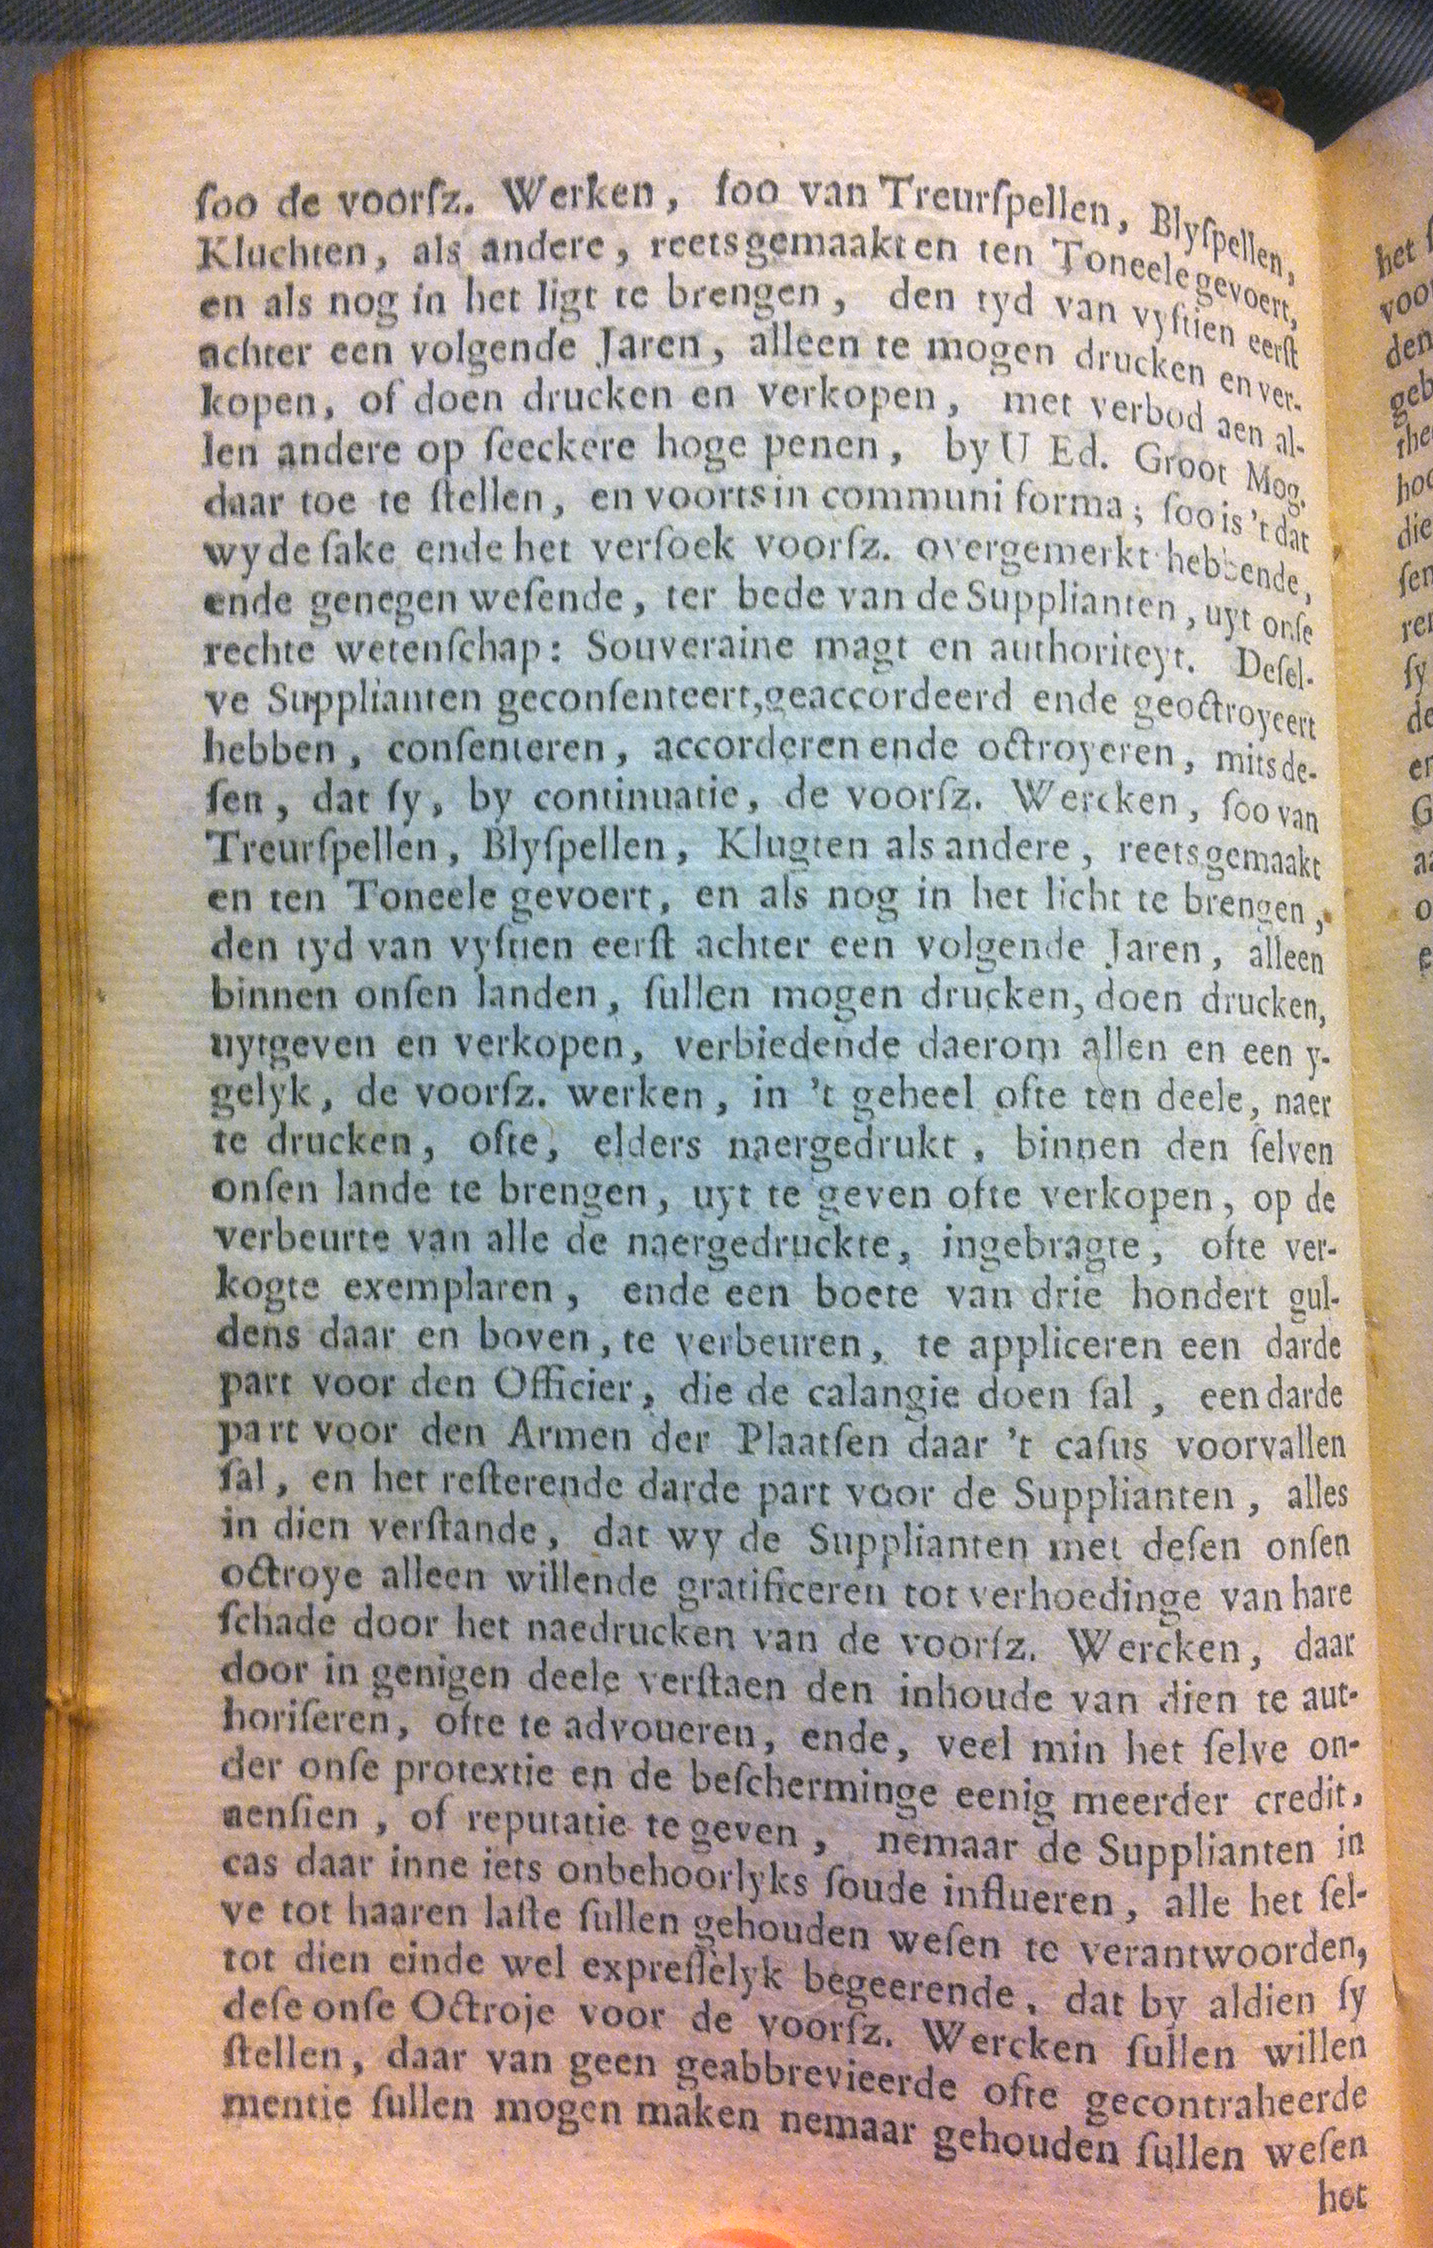 ſoo de voorſz. Werken, ſoo van Treurſpellen, Blyſpellen,
Kluchten, als andere, reets gemaakt en ten Toneele gevoert,
en als nog in het ligt te brengen, den tyd van vyftien eerſt
achter een volgende Jaren, alleen te mogen drucken en ver-
kopen, of doen drucken en verkopen, met verbod aen al-
len andere op ſeeckere hoge penen, by U Ed. Groot Mog.
daar toe te ſtellen, en voorts in communi forma; ſoo is 't dat
wy de ſake ende het verſoek voorſz. overgemerkt hebbende,
ende genegen weſende, ter bede van de Supplianten, uyt onſe
rechte wetenſchap: Souveraine magt en authoriteyt. Deſel-
ve Supplianten geconſenteert, geaccordeerd ende geoctroyeert
hebben, conſenteren, accorderen ende octroyeren, mits de-
ſen, dat ſy, by continuatie, de voorſz. Wercken, ſoo van
Treurſpellen, Blyſpellen, Klugten als andere, reets gemaakt
en ten Toneele gevoert, en als nog in het licht te brengen,
den tyd van vyftien eerſt achter een volgende Jaren, alleen
binnen onſen landen, ſullen mogen drucken, doen drucken,
uytgeven en verkopen, verbiedende daerom allen en een y-
gelyk, de voorſz. werken, in 't geheel ofte ten deele, naer
te drucken, ofte, elders naergedrukt, binnen den ſelven
onſen lande te brengen, uyt te geven ofte verkopen, op de
verbeurte van alle de naergedruckte, ingebragte, ofte ver-
kogte exemplaren, ende een boete van drie hondert gul-
dens daar en boven, te verbeuren, te appliceren een darde
part voor den Officier, die de calangie doen ſal, een darde
part voor den Armen der Plaatſen daar 't caſus voorvallen
ſal, en het reſterende darde part voor de Supplianten, alles
in dien verſtande, dat wy de Supplianten met deſen onſen
octroye alleen willende gratificeren tot verhoedinge van hare
ſchade door het naedrucken van de voorſz. Wercken, daar
door in genigen deele verſtaen den inhoude van dien te aut-
horiſeren, ofte te advoueren, ende, veel min het ſelve on-
der onſe protextie en de beſcherminge eenig meerder credit,
aenſien, of reputatie te geven, nemaar de Supplianten in
cas daar inne iets onbehoorlyks ſoude influeren, alle het ſel-
ve tot haaren laſte ſullen gehouden weſen te verantwoorden,
tot dien einde wel expreſſelyk begeerende, dat by aldien ſy
deſe onſe Octroje voor de voorſz. Wercken ſullen willen
ſtellen, daar van geen geabbrevieerde ofte gecontraheerde
mentie ſullen mogen maken nemaar gehouden ſullen weſen
het